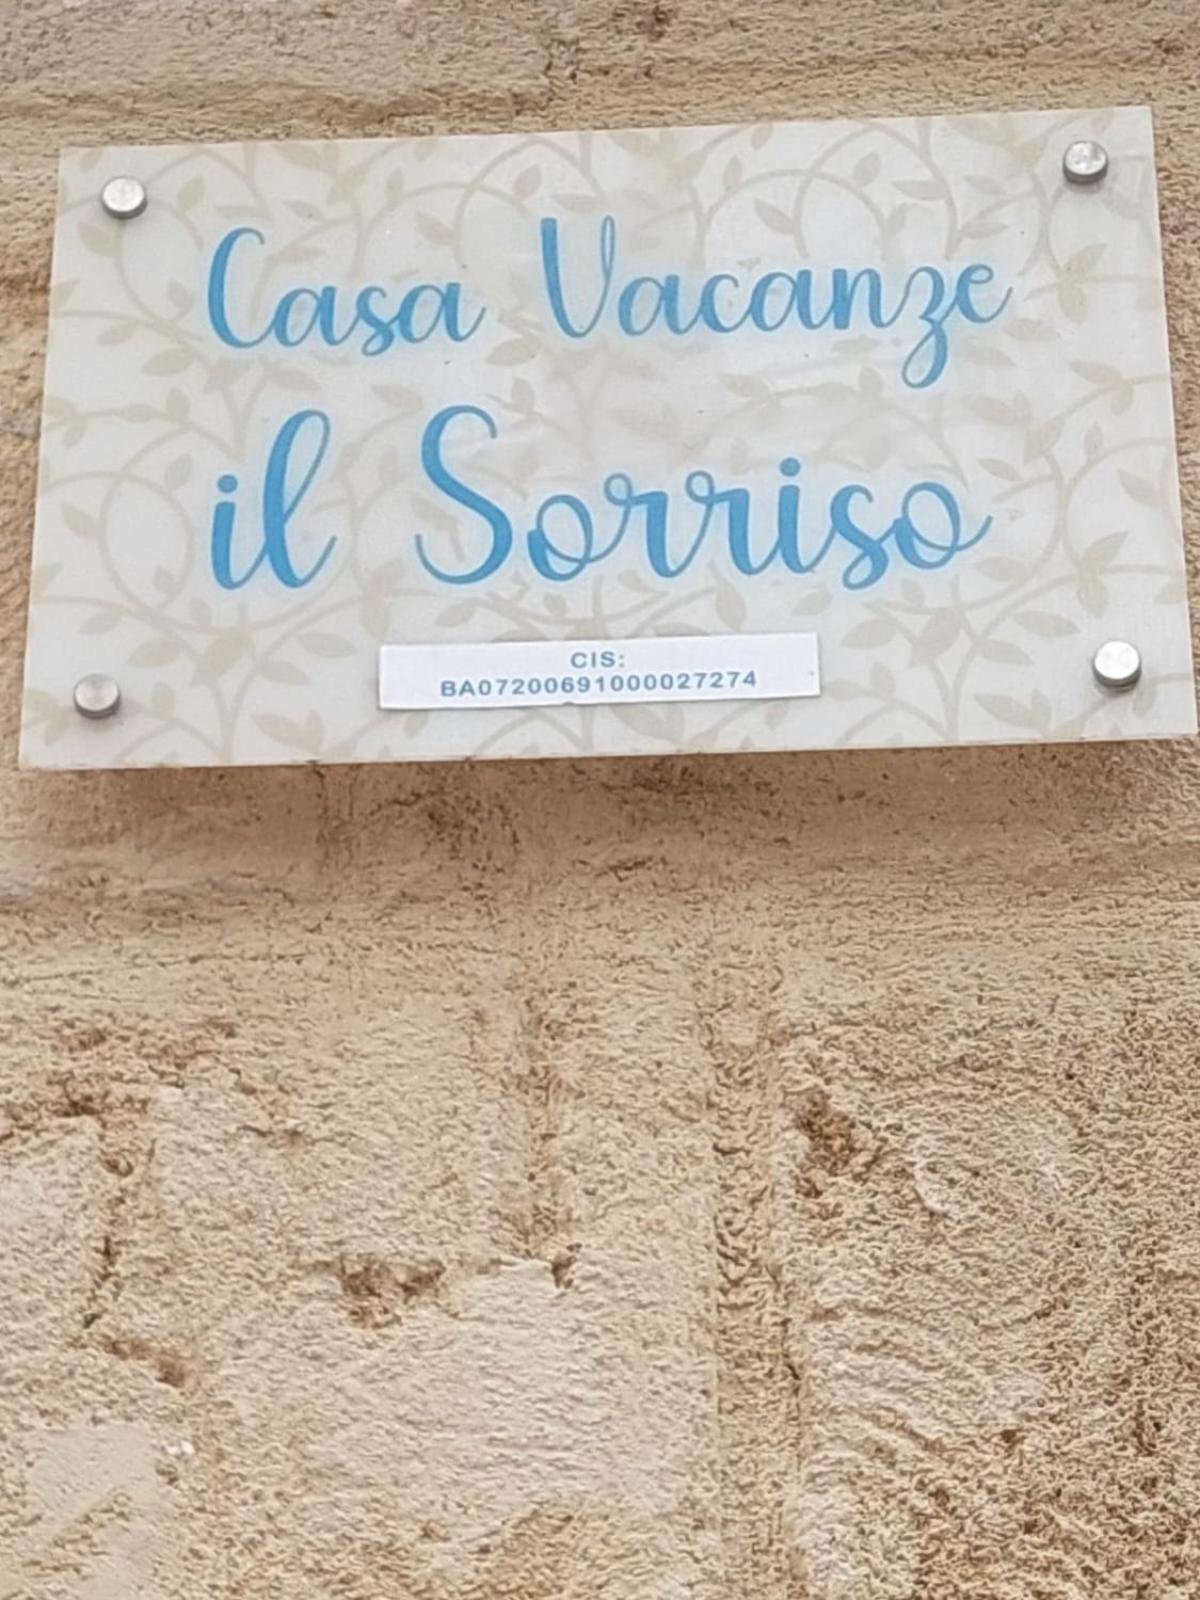 Casa Vacanze
il Sorriso
CIS:
BA07200691000027274